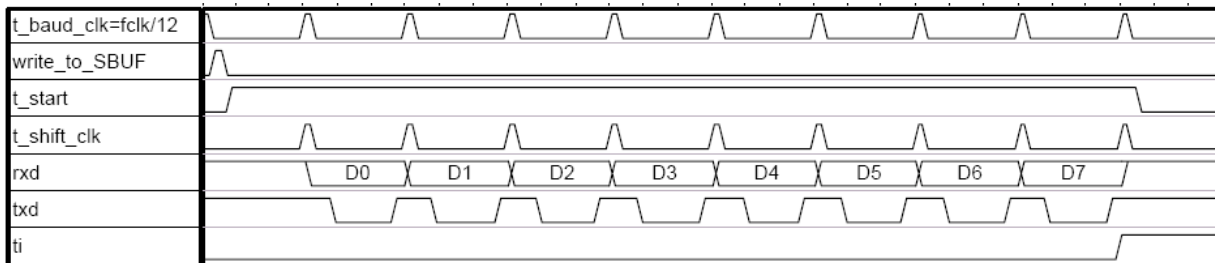 t_baud_clk=fclk/12
write_to_SBUF
t_start
t_shift_clk
rxd D0 D1 D2 D3 D4 D5 D6 D7
txd
ti